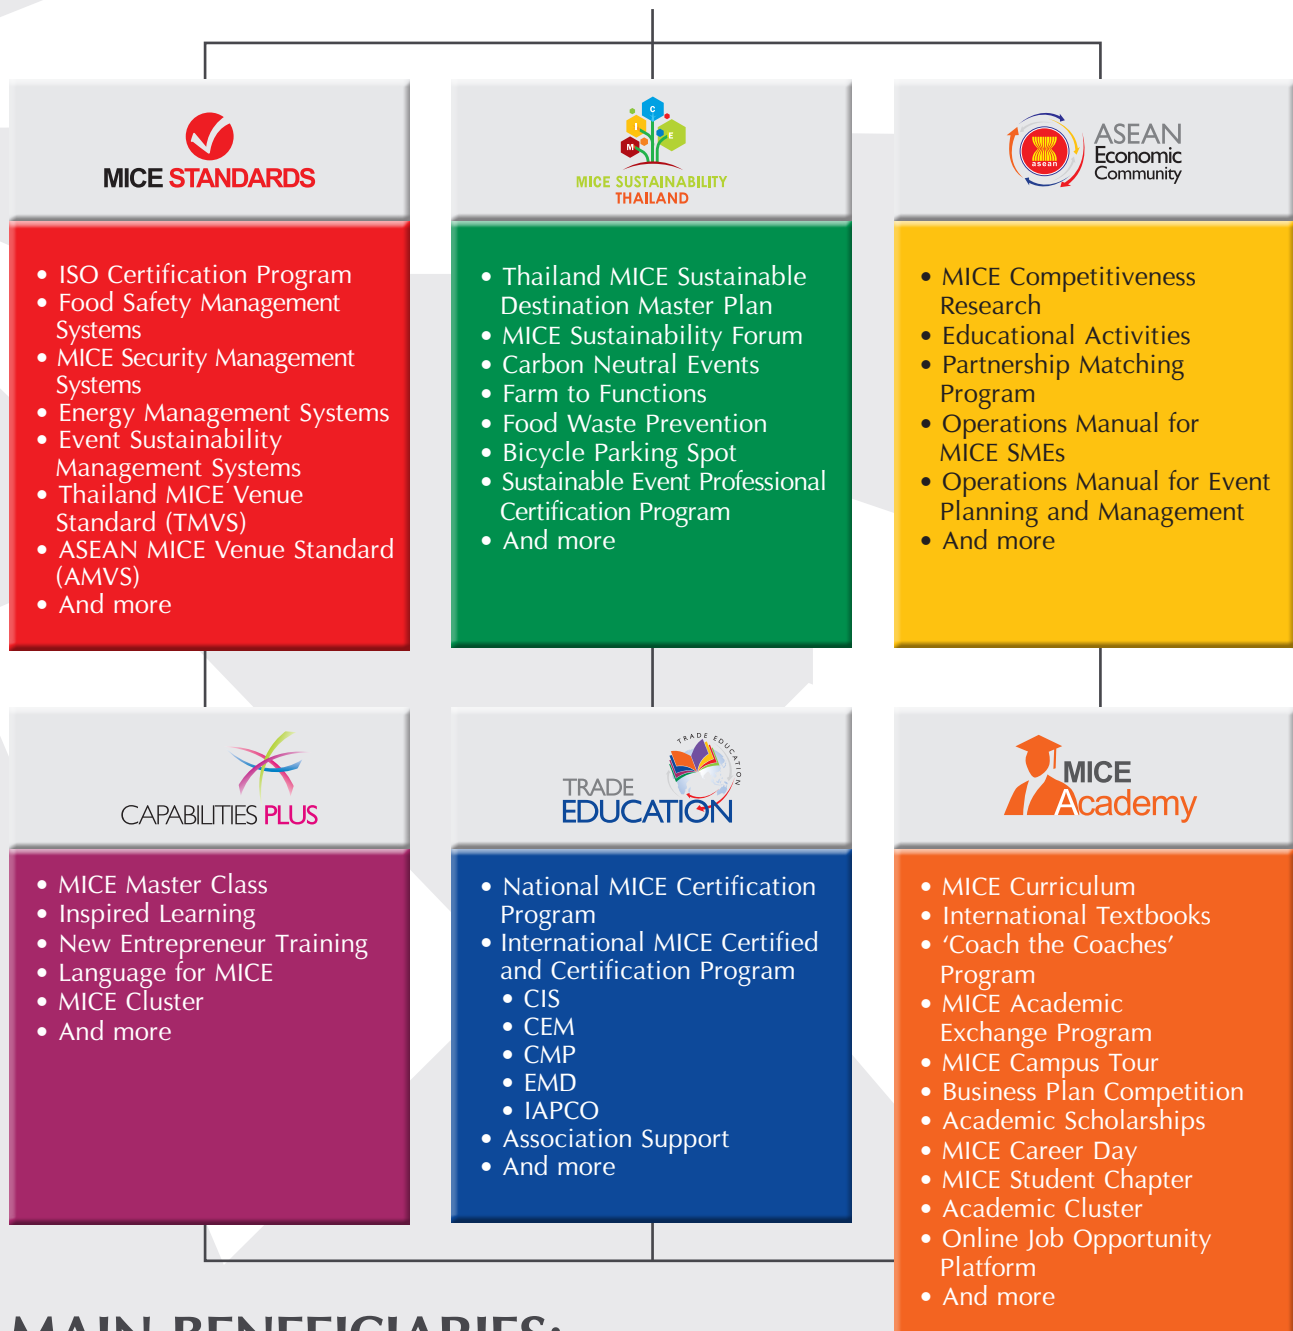 MICE STANDARDS
• ISO Certification Program
• Food Safety Management
Systems
• MICE Security Management
Systems
• Energy Management Systems
• Event Sustainability
Management Systems
• Thailand MICE Venue
Standard (TMVS)
• ASEAN MICE Venue Standard
(AMVS)
• And more
M I C E
MICE SUSTAINABILITY
THAILAND
• Thailand MICE Sustainable
Destination Master Plan
• MICE Sustainability Forum
• Carbon Neutral Events
• Farm to Functions
• Food Waste Prevention
• Bicycle Parking Spot
• Sustainable Event Professional
Certification Program
• And more
asean
ASEAN
Economic
Community
• MICE Competitiveness
Research
• Educational Activities
• Partnership Matching
Program
• Operations Manual for
MICE SMEs
• Operations Manual for Event
Planning and Management
• And more
CAPABILITIES PLUS
• MICE Master Class
• Inspired Learning
• New Entrepreneur Training
• Language for MICE
• MICE Cluster
• And more
TRADE EDUCATION
TRADE
EDUCATION
• National MICE Certification
Program
• International MICE Certified
and Certification Program
• CIS
• CEM
• CMP
• EMD
• IAPCO
• Association Support
• And more
MICE
Academy
• MICE Curriculum
• International Textbooks
• ‘Coach the Coaches’
Program
• MICE Academic
Exchange Program
• MICE Campus Tour
• Business Plan Competition
• Academic Scholarships
• MICE Career Day
• MICE Student Chapter
• Academic Cluster
• Online Job Opportunity
Platform
• And more
MAIN BENEFICIARIES: